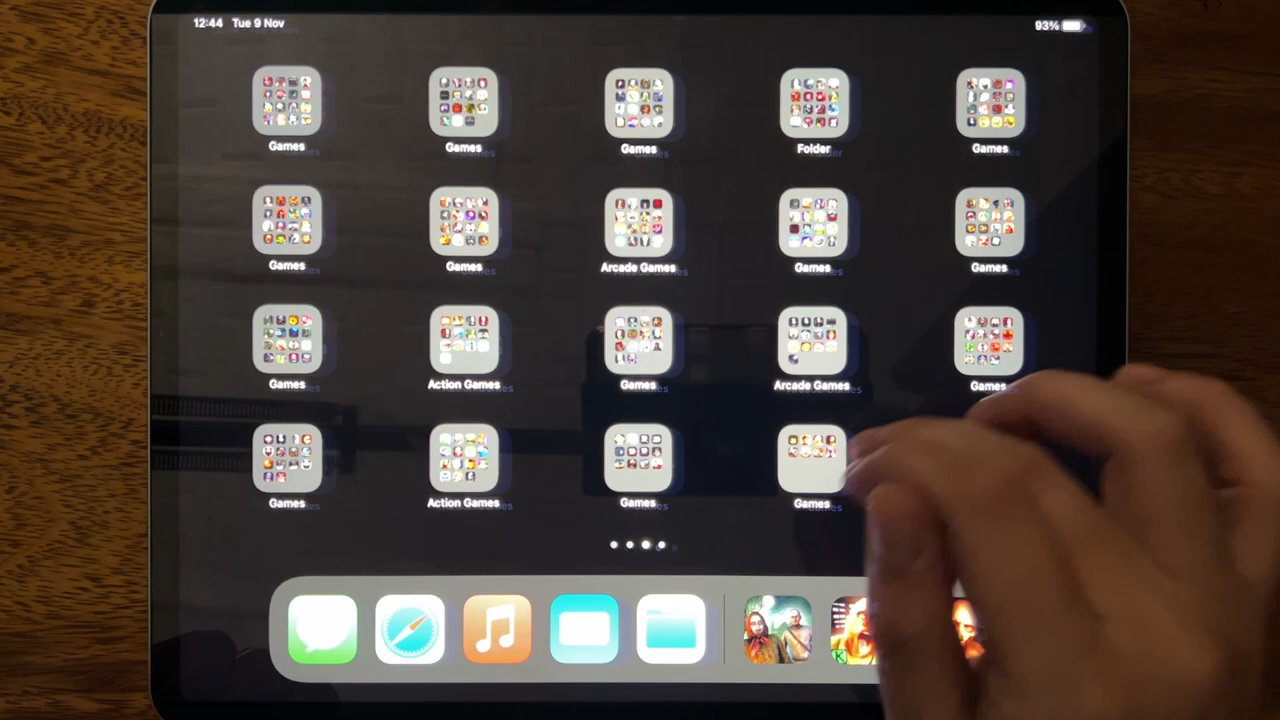 12:44 Tue 9 Nov 93%
Games Games Games Folder Games
Games Games Arcade Games Games Games
Games Action Games Games Arcade Games Games
Games Action Games Games Games